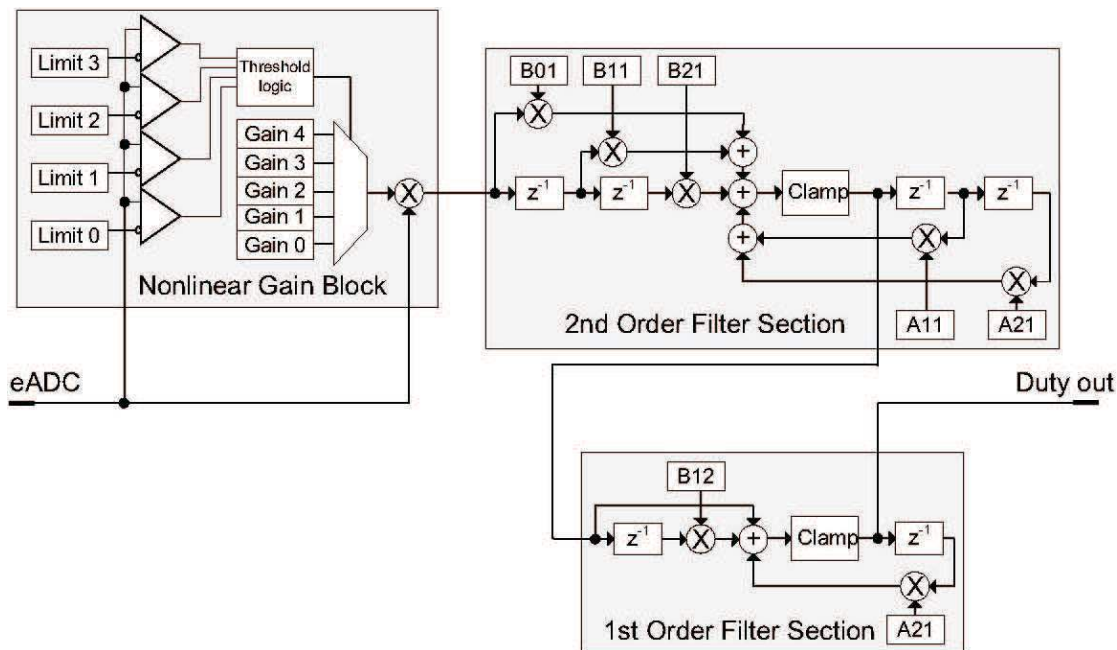 Limit 3
Limit 2
Limit 1
Limit 0
Threshold
logic
Gain 4
Gain 3
Gain 2
Gain 1
Gain 0
X
Nonlinear Gain Block
eADC
B01
B11
B21
X
X
X
+
+
+
z⁻¹
z⁻¹
Clamp
z⁻¹
z⁻¹
X
X
A11
A21
2nd Order Filter Section
Duty out
B12
z⁻¹
X
+
Clamp
z⁻¹
X
A21
1st Order Filter Section